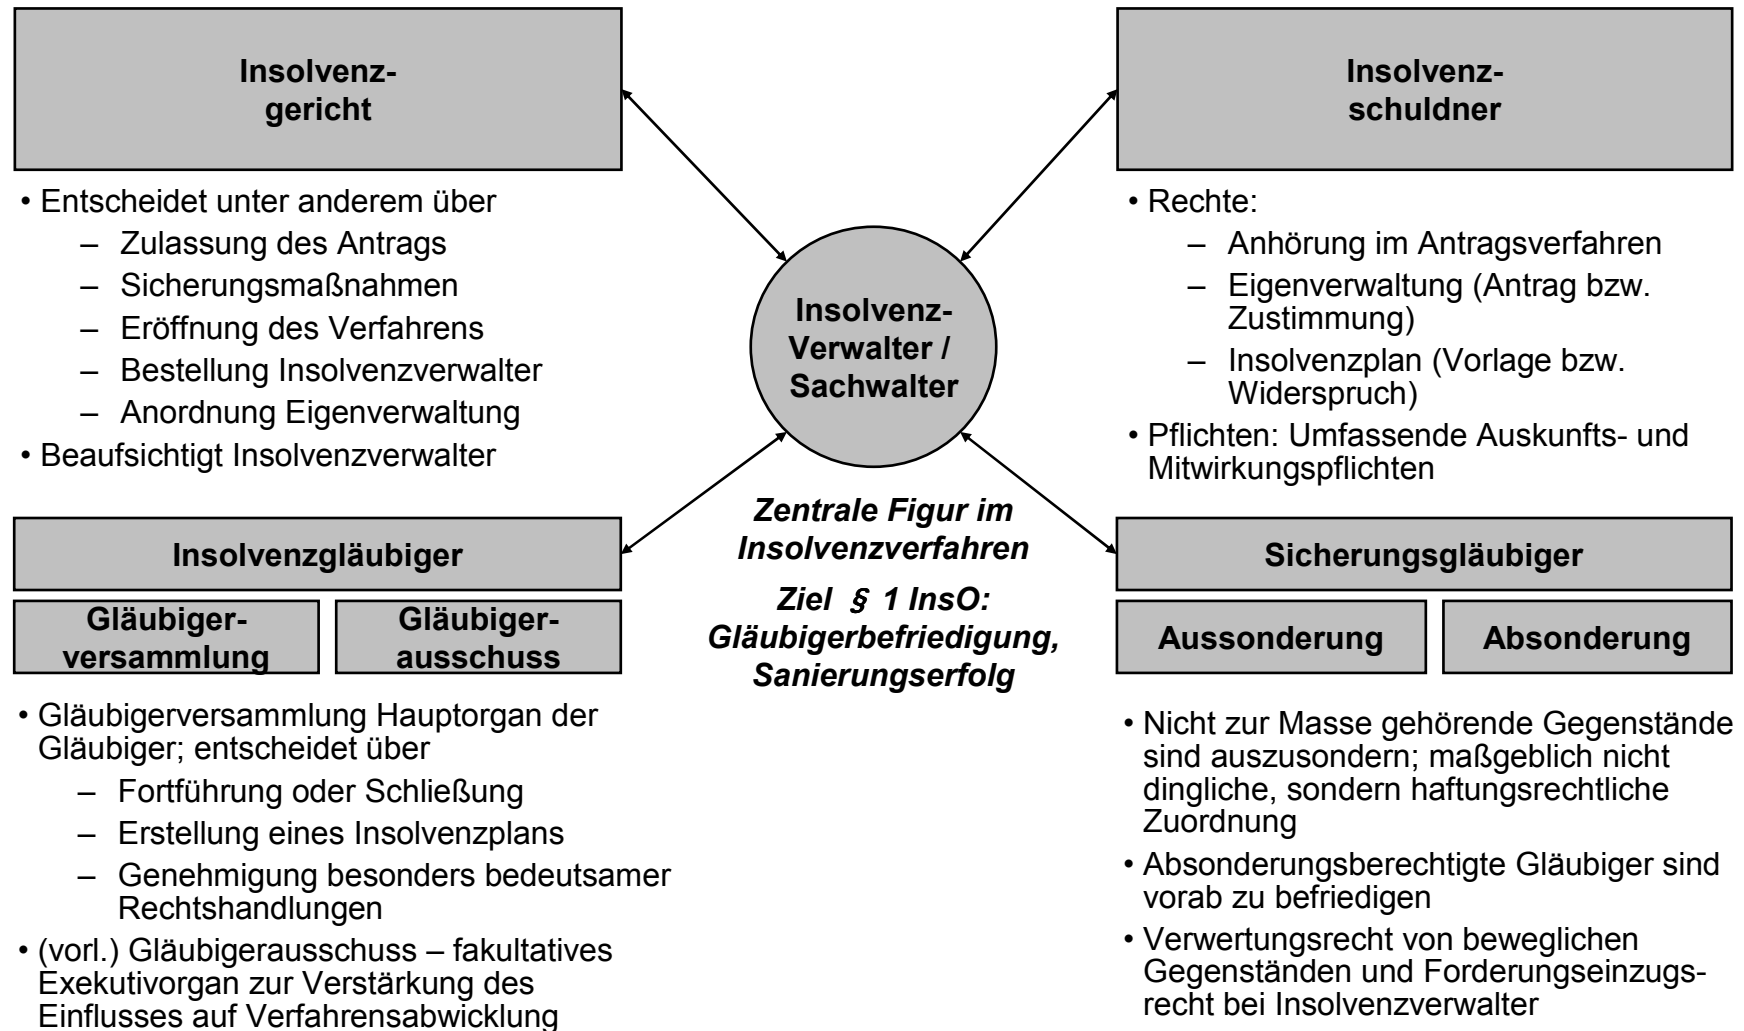 Insolvenz-
gericht
• Entscheidet unter anderem über
– Zulassung des Antrags
– Sicherungsmaßnahmen
– Eröffnung des Verfahrens
– Bestellung Insolvenzverwalter
– Anordnung Eigenverwaltung
• Beaufsichtigt Insolvenzverwalter
Insolvenz-
schuldner
• Rechte:
– Anhörung im Antragsverfahren
– Eigenverwaltung (Antrag bzw.
Zustimmung)
– Insolvenzplan (Vorlage bzw.
Widerspruch)
• Pflichten: Umfassende Auskunfts- und
Mitwirkungspflichten
Insolvenz-
Verwalter /
Sachwalter
Zentrale Figur im
Insolvenzverfahren
Ziel § 1 InsO:
Gläubigerbefriedigung,
Sanierungserfolg
Insolvenzgläubiger
Gläubiger-
versammlung
Gläubiger-
ausschuss
• Gläubigerversammlung Hauptorgan der
Gläubiger; entscheidet über
– Fortführung oder Schließung
– Erstellung eines Insolvenzplans
– Genehmigung besonders bedeutsamer
Rechtshandlungen
• (vorl.) Gläubigerausschuss – fakultatives
Exekutivorgan zur Verstärkung des
Einflusses auf Verfahrensabwicklung
Sicherungsgläubiger
Aussonderung
Absonderung
• Nicht zur Masse gehörende Gegenstände
sind auszusondern; maßgeblich nicht
dingliche, sondern haftungsrechtliche
Zuordnung
• Absonderungsberechtigte Gläubiger sind
vorab zu befriedigen
• Verwertungsrecht von beweglichen
Gegenständen und Forderungseinzugs-
recht bei Insolvenzverwalter